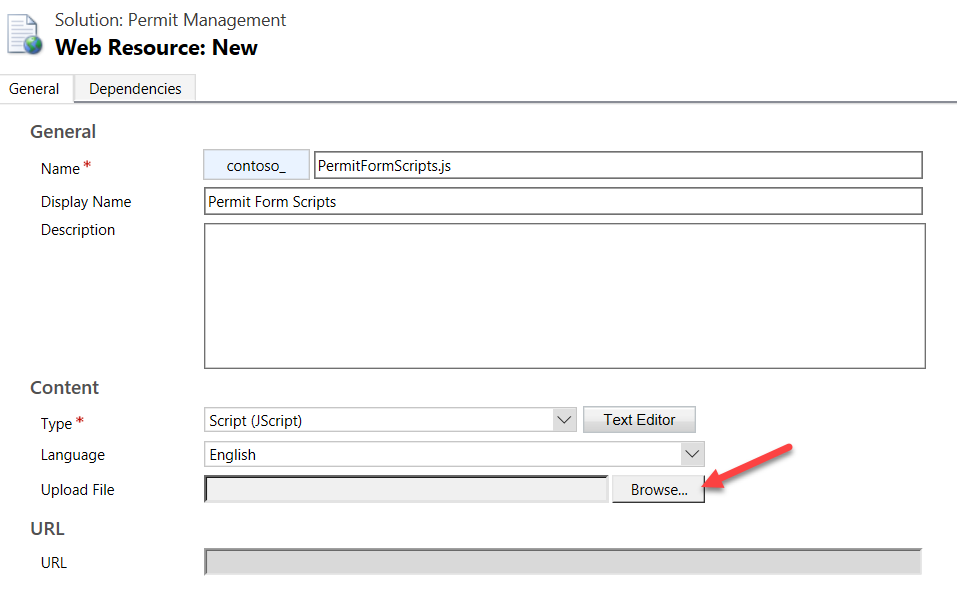 Solution: Permit Management
Web Resource: New
General Dependencies
General
Name * contoso_ PermitFormScripts.js
Display Name Permit Form Scripts
Description
Content
Type * Script (JScript) Text Editor
Language English
Upload File Browse...
URL
URL